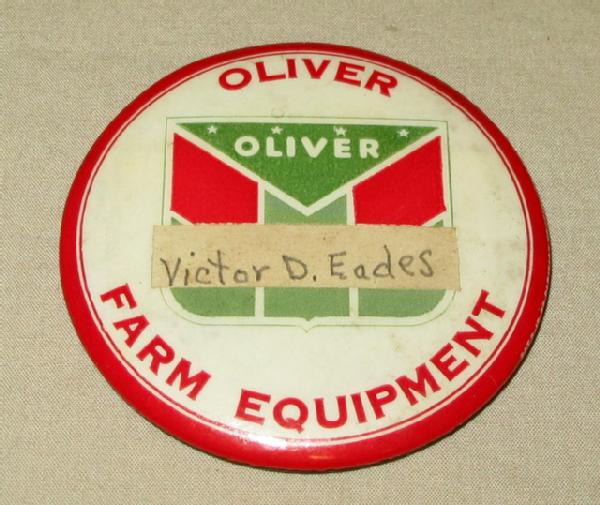 OLIVER
OLIVER
Victor D. Eades
FARM EQUIPMENT